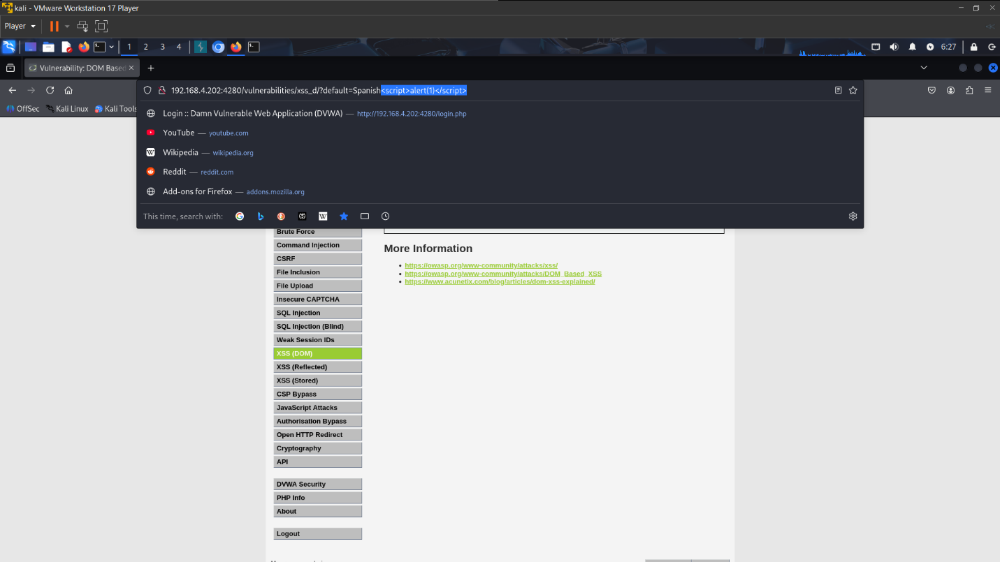 kali - VMware Workstation 17 Player
Player
1 2 3 4
6:27
Vulnerability: DOM Based
192.168.4.202:4280/vulnerabilities/xss_d/?default=Spanish<script>alert(1)</script>
OffSec Kali Linux Kali Tools
Login :: Damn Vulnerable Web Application (DVWA) — http://192.168.4.202:4280/login.php
YouTube — youtube.com
Wikipedia — wikipedia.org
Reddit — reddit.com
Add-ons for Firefox — addons.mozilla.org
This time, search with:
Brute Force
Command Injection
CSRF
File Inclusion
File Upload
Insecure CAPTCHA
SQL Injection
SQL Injection (Blind)
Weak Session IDs
XSS (DOM)
XSS (Reflected)
XSS (Stored)
CSP Bypass
JavaScript Attacks
Authorisation Bypass
Open HTTP Redirect
Cryptography
API
DVWA Security
PHP Info
About
Logout
More Information
https://owasp.org/www-community/attacks/xss/
https://owasp.org/www-community/attacks/DOM_Based_XSS
https://www.acunetix.com/blog/articles/dom-xss-explained/